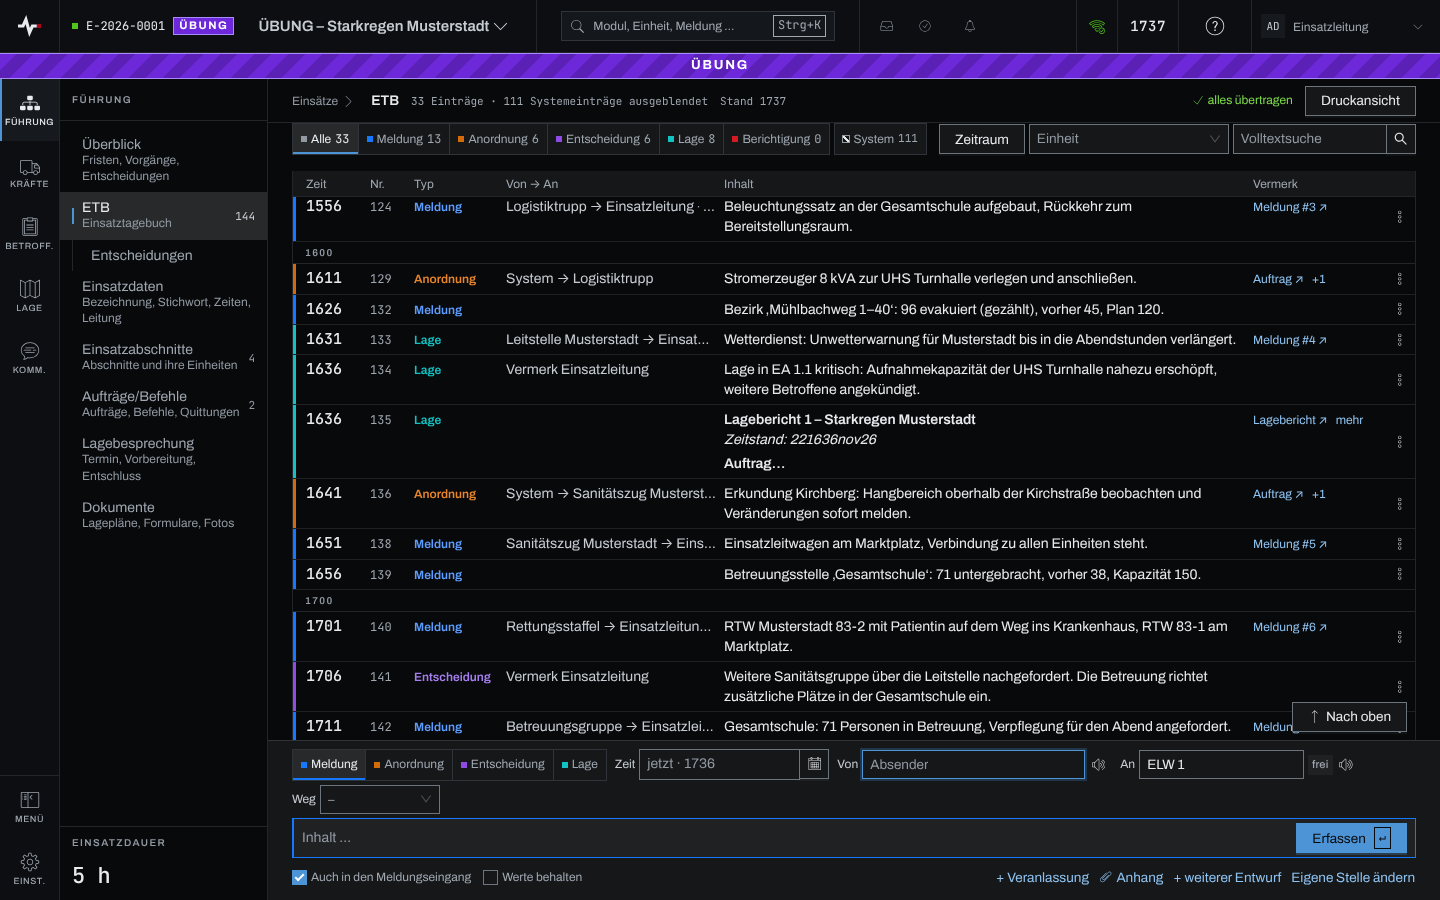 E-2026-0001 ÜBUNG ÜBUNG – Starkregen Musterstadt Modul, Einheit, Meldung ... Strg+K 1737 ? AD Einsatzleitung
ÜBUNG
FÜHRUNG
KRÄFTE
BETROFF.
LAGE
KOMM.
MENÜ
EINST.
FÜHRUNG
Überblick
Fristen, Vorgänge,
Entscheidungen
ETB
Einsatztagebuch 144
Entscheidungen
Einsatzdaten
Bezeichnung, Stichwort, Zeiten,
Leitung
Einsatzabschnitte
Abschnitte und ihre Einheiten 4
Aufträge/Befehle
Aufträge, Befehle, Quittungen 2
Lagebesprechung
Termin, Vorbereitung,
Entschluss
Dokumente
Lagepläne, Formulare, Fotos
EINSATZDAUER
5 h
Einsätze ETB 33 Einträge · 111 Systemeinträge ausgeblendet Stand 1737 alles übertragen Druckansicht
Alle 33 Meldung 13 Anordnung 6 Entscheidung 6 Lage 8 Berichtigung 0 System 111 Zeitraum Einheit Volltextsuche
Zeit Nr. Typ Von → An Inhalt Vermerk
1556 124 Meldung Logistiktrupp → Einsatzleitung · ... Beleuchtungssatz an der Gesamtschule aufgebaut, Rückkehr zum Meldung #3 ↗
Bereitstellungsraum.
1600
1611 129 Anordnung System → Logistiktrupp Stromerzeuger 8 kVA zur UHS Turnhalle verlegen und anschließen. Auftrag ↗ +1
1626 132 Meldung Bezirk ‚Mühlbachweg 1–40‘: 96 evakuiert (gezählt), vorher 45, Plan 120.
1631 133 Lage Leitstelle Musterstadt → Einsat... Wetterdienst: Unwetterwarnung für Musterstadt bis in die Abendstunden verlängert. Meldung #4 ↗
1636 134 Lage Vermerk Einsatzleitung Lage in EA 1.1 kritisch: Aufnahmekapazität der UHS Turnhalle nahezu erschöpft,
weitere Betroffene angekündigt.
1636 135 Lage Lagebericht 1 – Starkregen Musterstadt Lagebericht ↗ mehr
Zeitstand: 221636nov26
Auftrag...
1641 136 Anordnung System → Sanitätszug Musterst... Erkundung Kirchberg: Hangbereich oberhalb der Kirchstraße beobachten und Auftrag ↗ +1
Veränderungen sofort melden.
1651 138 Meldung Sanitätszug Musterstadt → Eins... Einsatzleitwagen am Marktplatz, Verbindung zu allen Einheiten steht. Meldung #5 ↗
1656 139 Meldung Betreuungsstelle ‚Gesamtschule‘: 71 untergebracht, vorher 38, Kapazität 150.
1700
1701 140 Meldung Rettungsstaffel → Einsatzleitun... RTW Musterstadt 83-2 mit Patientin auf dem Weg ins Krankenhaus, RTW 83-1 am Meldung #6 ↗
Marktplatz.
1706 141 Entscheidung Vermerk Einsatzleitung Weitere Sanitätsgruppe über die Leitstelle nachgefordert. Die Betreuung richtet
zusätzliche Plätze in der Gesamtschule ein.
1711 142 Meldung Betreuungsgruppe → Einsatzlei... Gesamtschule: 71 Personen in Betreuung, Verpflegung für den Abend angefordert.
↑ Nach oben
Meldung Anordnung Entscheidung Lage Zeit jetzt · 1736 Von Absender An ELW 1 frei
Weg –
Inhalt ... Erfassen ↵
Auch in den Meldungseingang Werte behalten + Veranlassung Anhang + weiterer Entwurf Eigene Stelle ändern